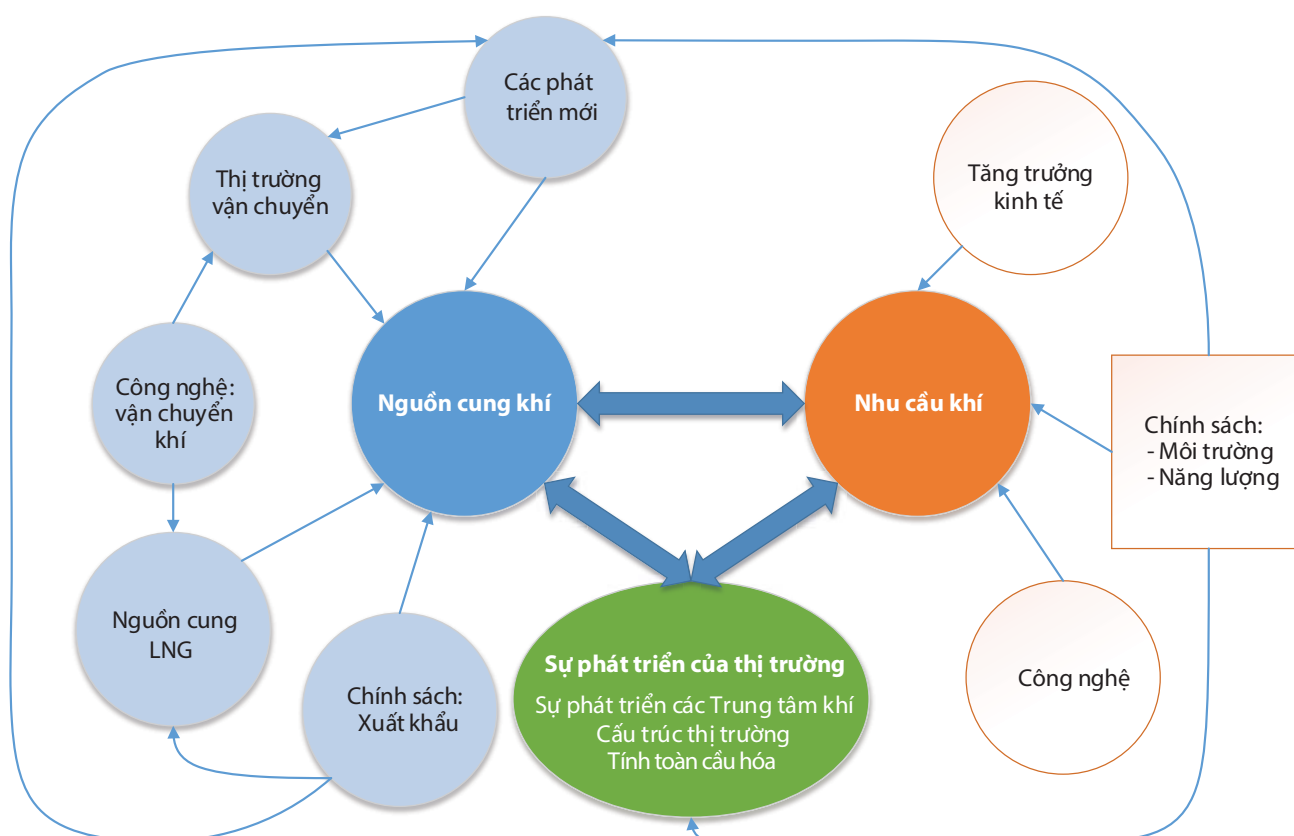 Các phát
triển mới
Thị trường
vận chuyển
Tăng trưởng
kinh tế
Công nghệ:
vận chuyển
khí
Nguồn cung khí
Nhu cầu khí
Chính sách:
- Môi trường
- Năng lượng
Nguồn cung
LNG
Chính sách:
Xuất khẩu
Sự phát triển của thị trường
Sự phát triển các Trung tâm khí
Cấu trúc thị trường
Tính toàn cầu hóa
Công nghệ